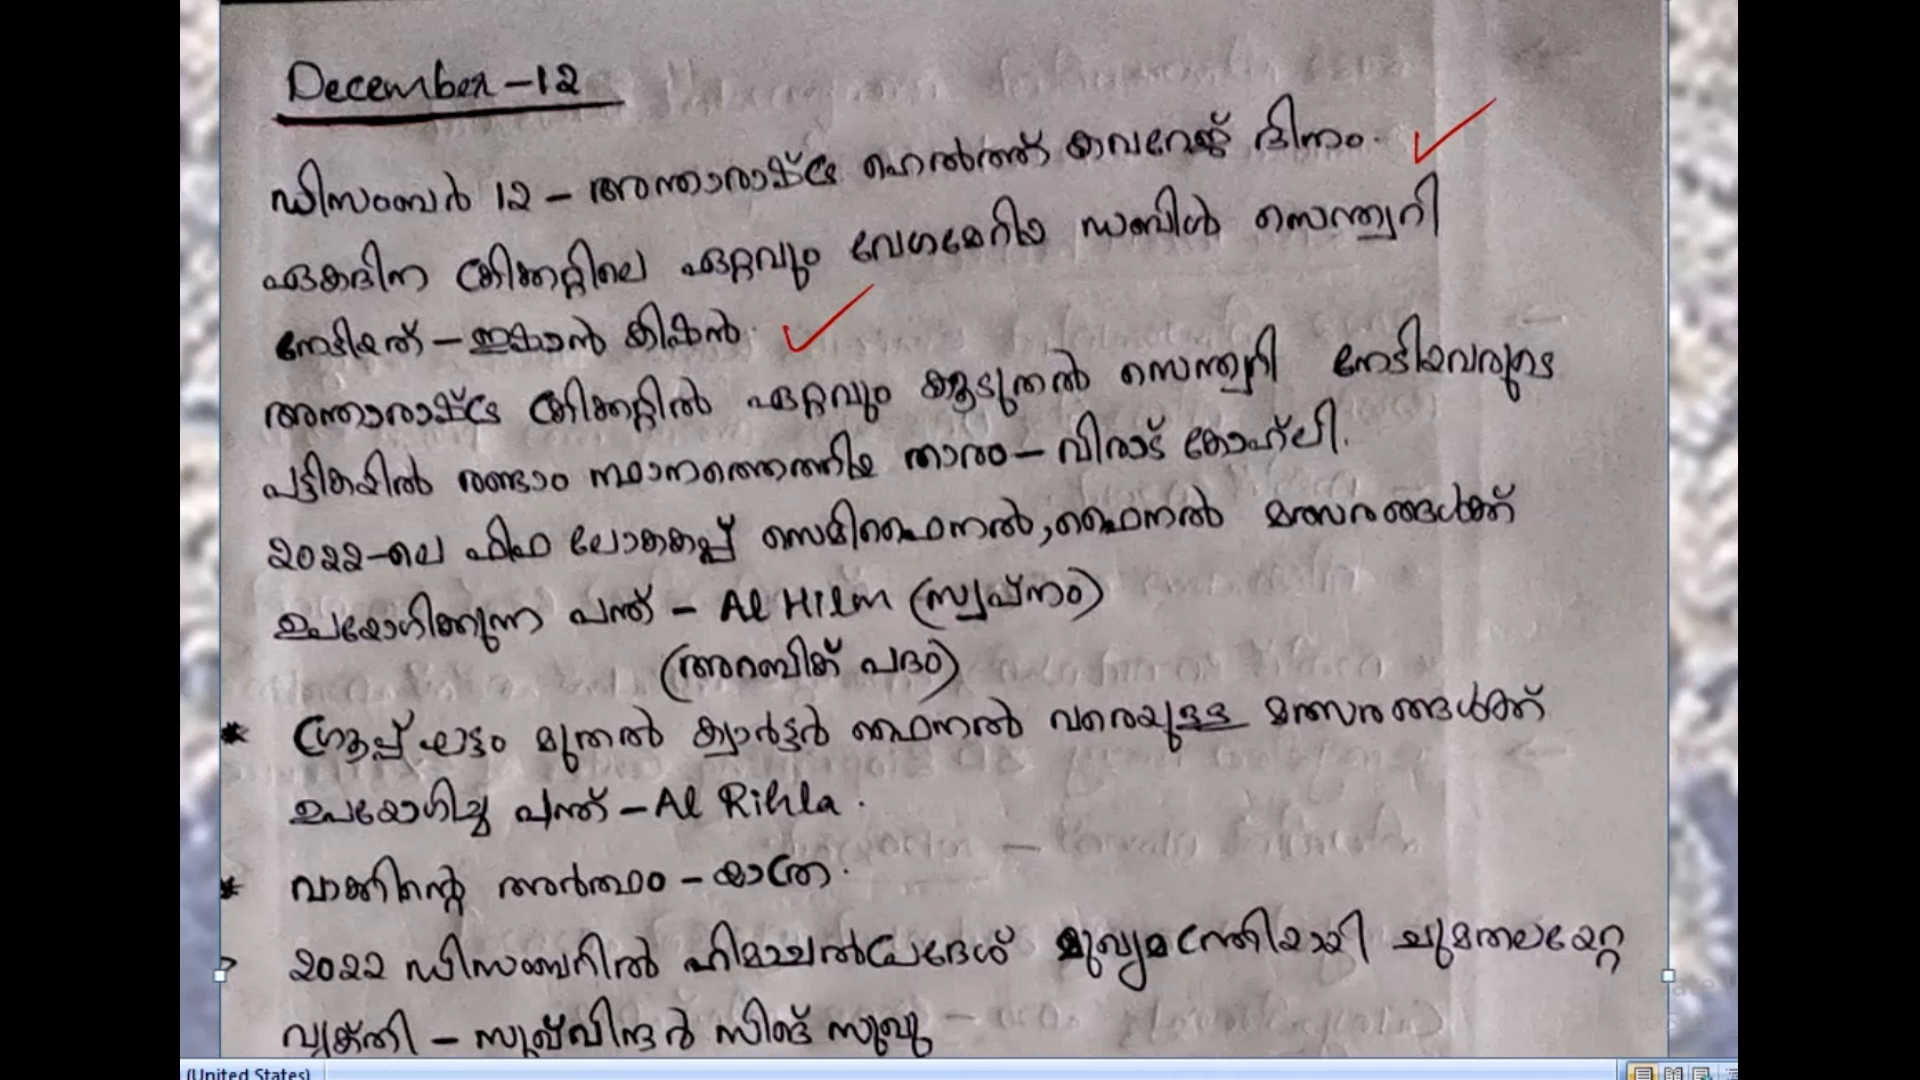 December-12
ഡിസംബർ 12 - അന്താരാഷ്ട്ര ഹെൽത്ത് കവറേജ് ദിനം. 
ഏകദിന ക്രിക്കറ്റിലെ ഏറ്റവും വേഗമേറിയ ഡബിൾ സെഞ്ച്വറി
നേടിയത് - ഇഷാൻ കിഷൻ.
അന്താരാഷ്ട്ര ക്രിക്കറ്റിൽ ഏറ്റവും കൂടുതൽ സെഞ്ച്വറി നേടിയവരുടെ
പട്ടികയിൽ രണ്ടാം സ്ഥാനത്തെത്തിയ താരം - വിരാട് കോഹ്‌ലി.
2022-ലെ ഫിഫ ലോകകപ്പ് സെമിഫൈനൽ, ഫൈനൽ മത്സരങ്ങൾക്ക്
ഉപയോഗിക്കുന്ന പന്ത് - Al Hilm (സ്വപ്നം)
(അറബിക് പദം)
* ഗ്രൂപ്പ് ഘട്ടം മുതൽ ക്വാർട്ടർ ഫൈനൽ വരെയുള്ള മത്സരങ്ങൾക്ക്
ഉപയോഗിച്ച പന്ത് - Al Rihla.
* വാക്കിന്റെ അർത്ഥം - യാത്ര.
2022 ഡിസംബറിൽ ഹിമാചൽപ്രദേശ് മുഖ്യമന്ത്രിയായി ചുമതലയേറ്റ
വ്യക്തി - സുഖ്‌വിന്ദർ സിങ് സുഖു
(United States)